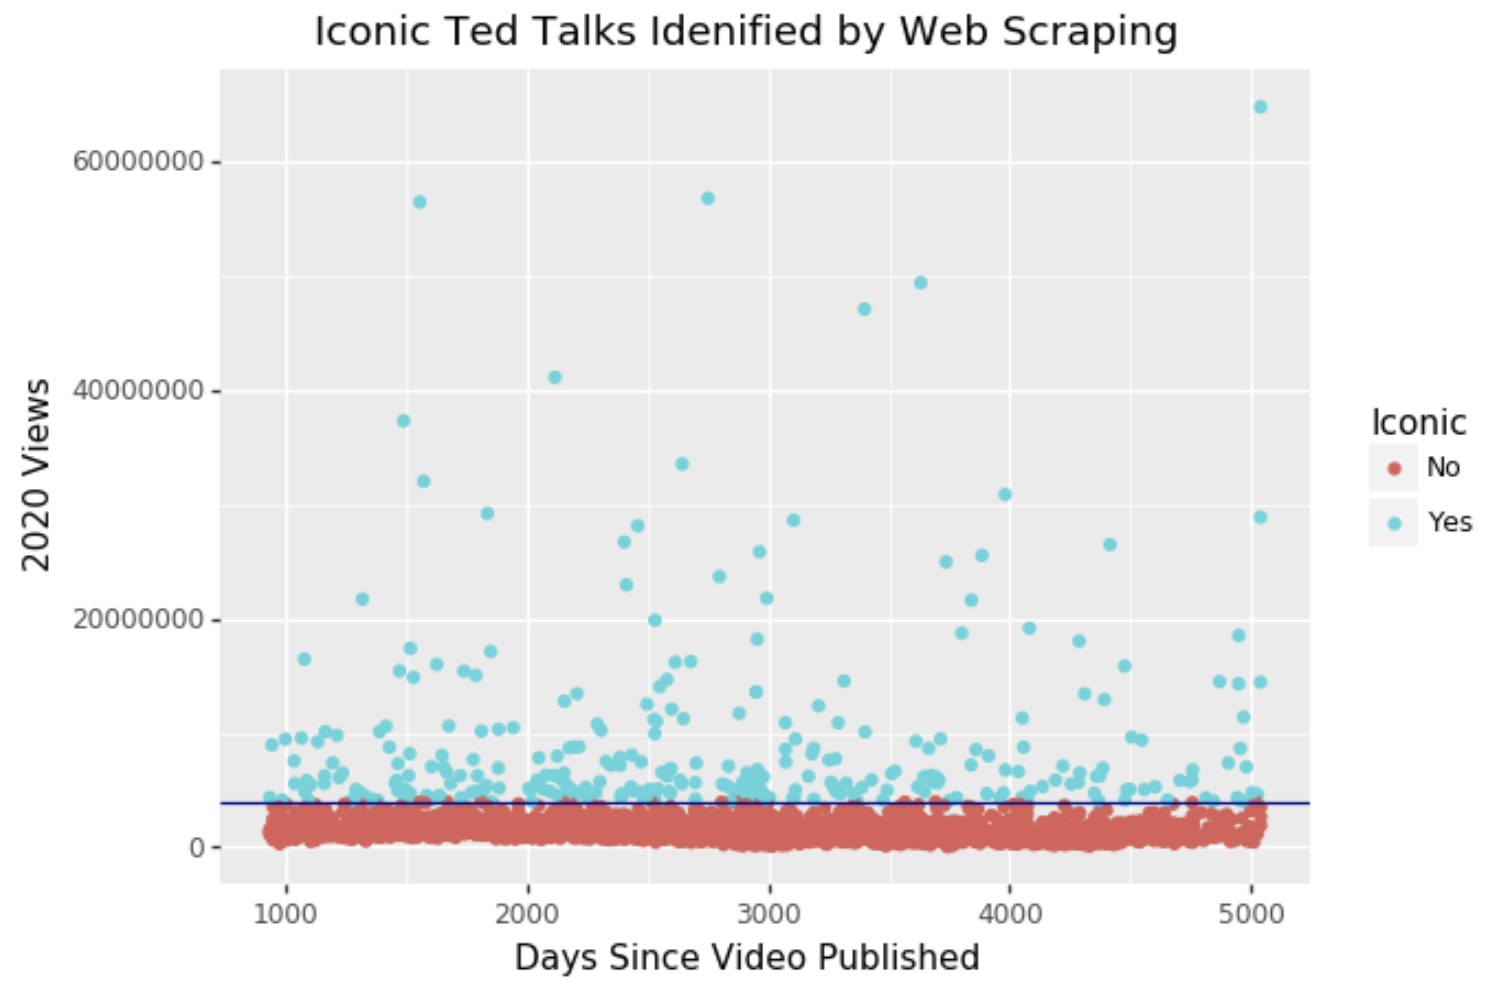 Iconic Ted Talks Idenified by Web Scraping
60000000
40000000
20000000
0
2020 Views
1000 2000 3000 4000 5000
Days Since Video Published
Iconic
No
Yes